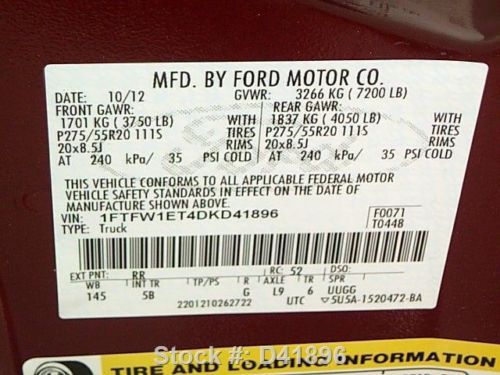 MFD. BY FORD MOTOR CO.
DATE: 10/12 GVWR: 3266 KG ( 7200 LB)
FRONT GAWR: REAR GAWR:
1701 KG ( 3750 LB) WITH 1837 KG ( 4050 LB) WITH
P275/55R20 111S TIRES P275/55R20 111S TIRES
20x8.5J RIMS 20x8.5J RIMS
AT 240 kPa/ 35 PSI COLD AT 240 kPa/ 35 PSI COLD
THIS VEHICLE CONFORMS TO ALL APPLICABLE FEDERAL MOTOR
VEHICLE SAFETY STANDARDS IN EFFECT ON THE DATE OF
MANUFACTURE SHOWN ABOVE.
VIN: 1FTFW1ET4DKD41896 F0071
TYPE: Truck T0448
EXT PNT: RR RC: 52 DSO:
WB INT TR TP/PS R AXLE TR SPR
145 5B G L9 6 UUGG
2201210262722 UTC 5U5A-1520472-BA
Stock #: D41896
TIRE AND LOADING INFORMATION